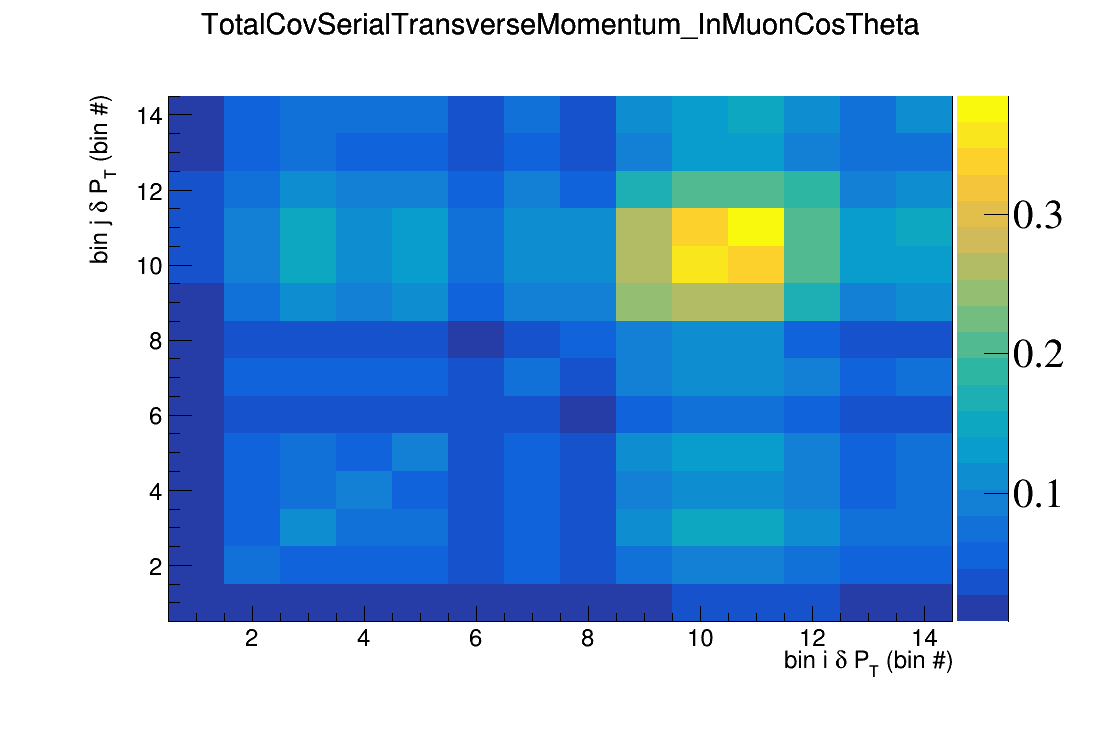 TotalCovSerialTransverseMomentum_InMuonCosTheta
bin j δ P_T (bin #)
14
12
10
8
6
4
2
2 4 6 8 10 12 14
bin i δ P_T (bin #)
0.3
0.2
0.1